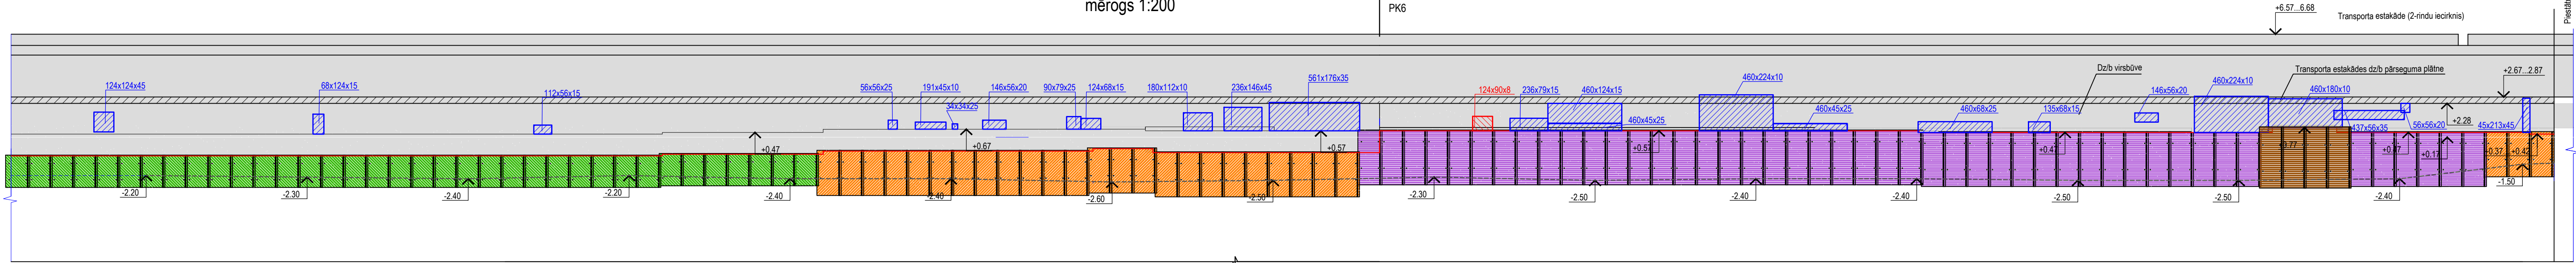 mērogs 1:200
PK6
+6.57...6.68
Transporta estakāde (2-rindu iecirknis)
Dz/b virsbūve
Transporta estakādes dz/b pārseguma plātne
+2.67...2.87
124x124x45
68x124x15
112x56x15
56x56x25
191x45x10
34x34x25
146x56x20
90x79x25
124x68x15
180x112x10
236x146x45
561x176x35
124x90x8
236x79x15
460x124x15
460x45x25
460x224x10
460x45x25
460x68x25
135x68x15
146x56x20
460x224x10
460x180x10
437x56x35
56x56x20
+2.28
45x213x45
+0.47
+0.67
+0.57
+0.57
+0.47
+0.77
+0.47
+0.17
+0.37
+0.42
-2.20
-2.30
-2.40
-2.20
-2.40
-2.40
-2.60
-2.50
-2.30
-2.50
-2.40
-2.40
-2.50
-2.50
-2.40
-1.50